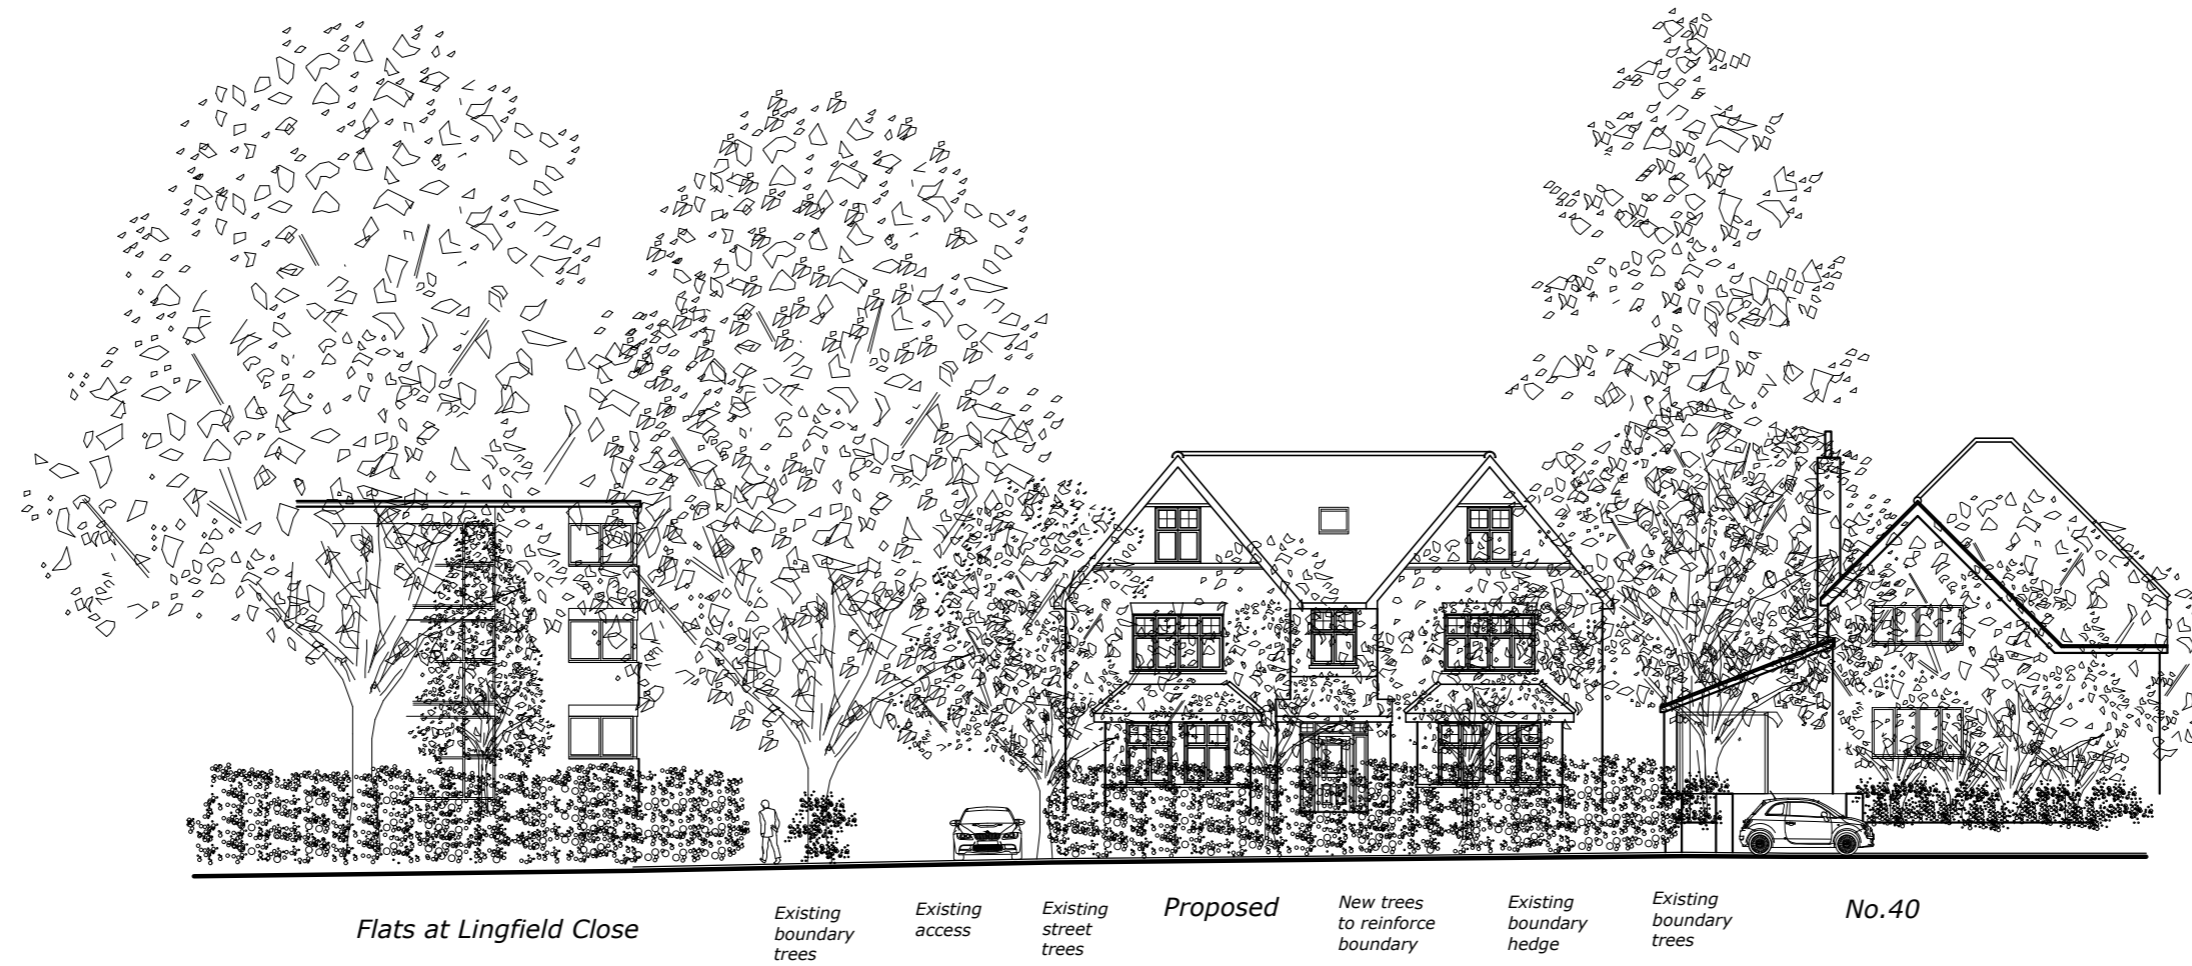 Flats at Lingfield Close
Existing
boundary
trees
Existing
access
Existing
street
trees
Proposed
New trees
to reinforce
boundary
Existing
boundary
hedge
Existing
boundary
trees
No.40